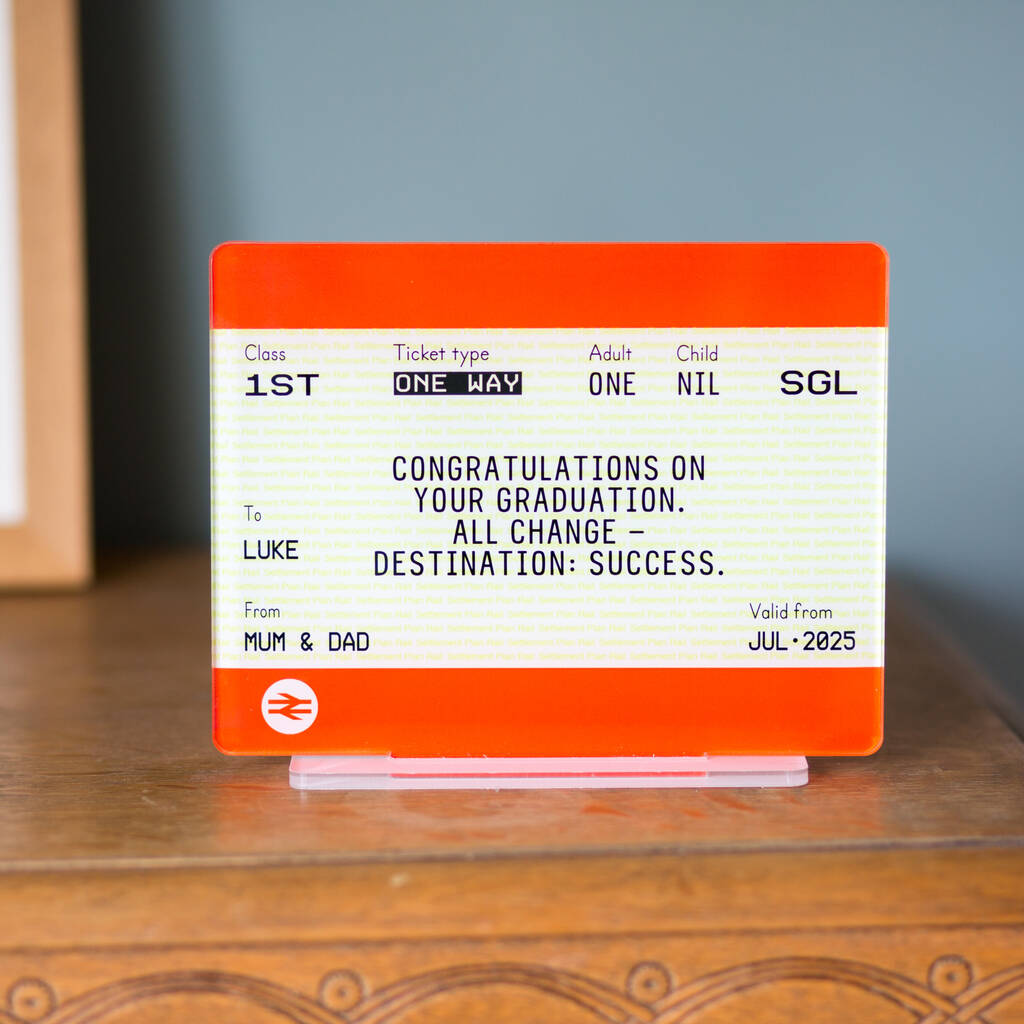 Class Ticket type Adult Child
1ST ONE WAY ONE NIL SGL
CONGRATULATIONS ON
YOUR GRADUATION.
ALL CHANGE –
DESTINATION: SUCCESS.
To
LUKE
From
MUM & DAD
Valid from
JUL·2025